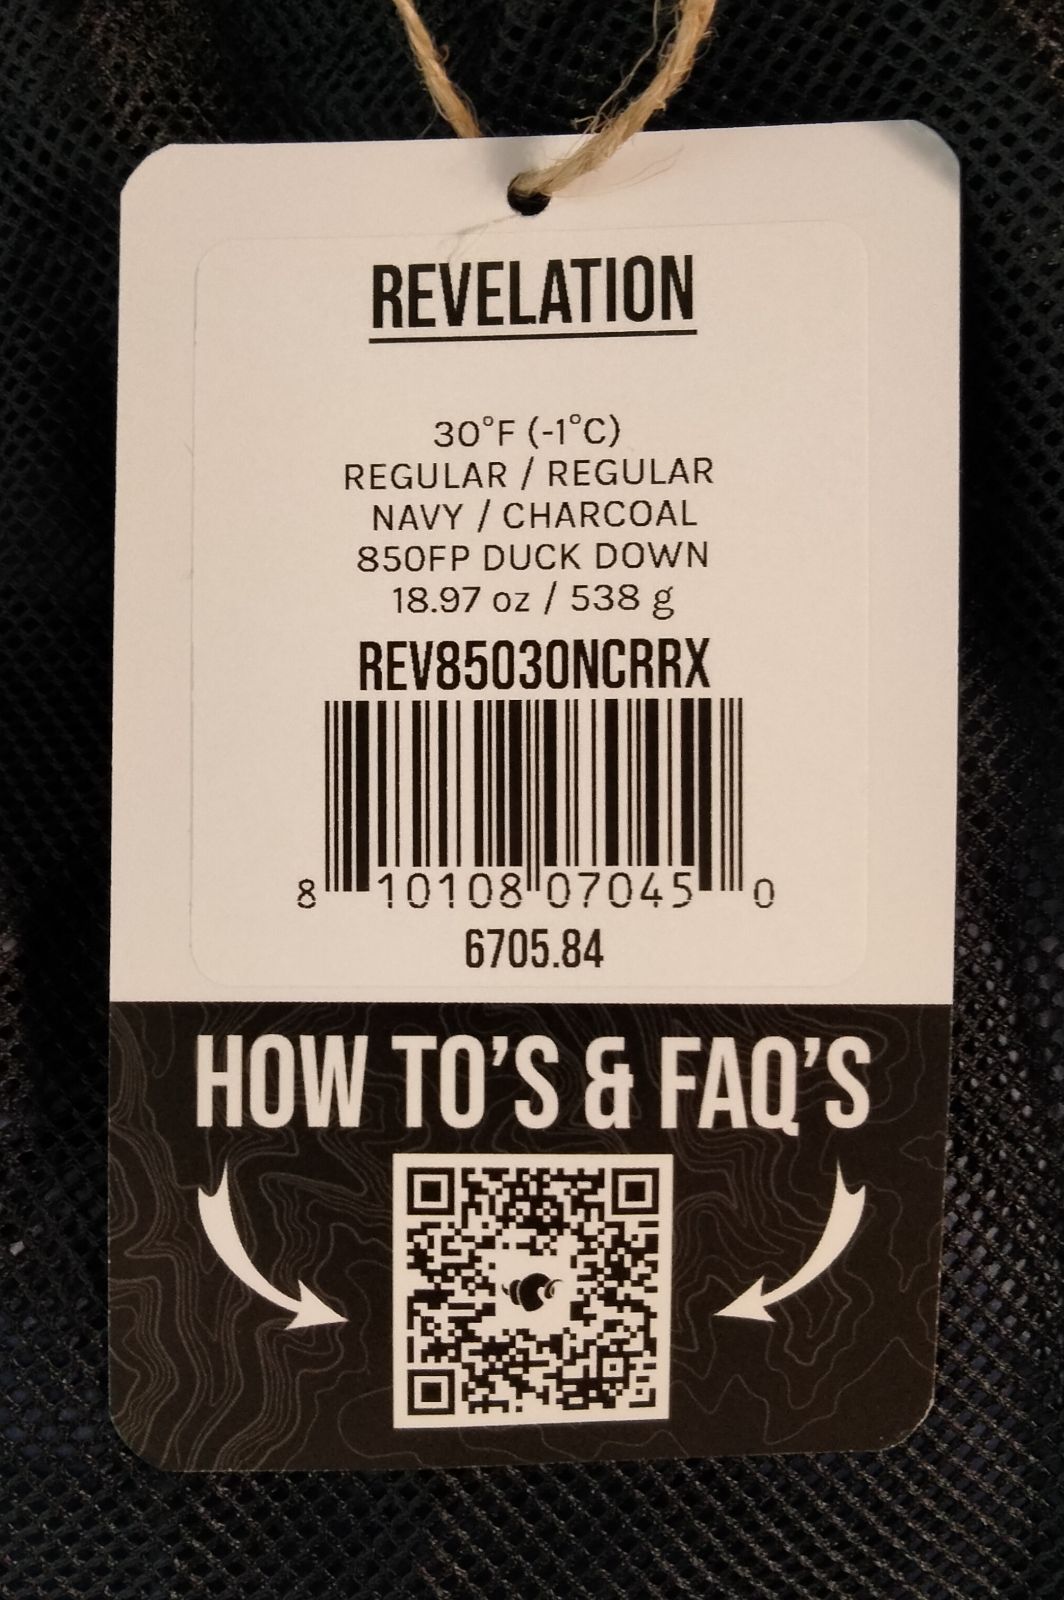 REVELATION
30°F (-1°C)
REGULAR / REGULAR
NAVY / CHARCOAL
850FP DUCK DOWN
18.97 oz / 538 g
REV85030NCRRX
8 10108 07045 0
6705.84
HOW TO'S & FAQ'S